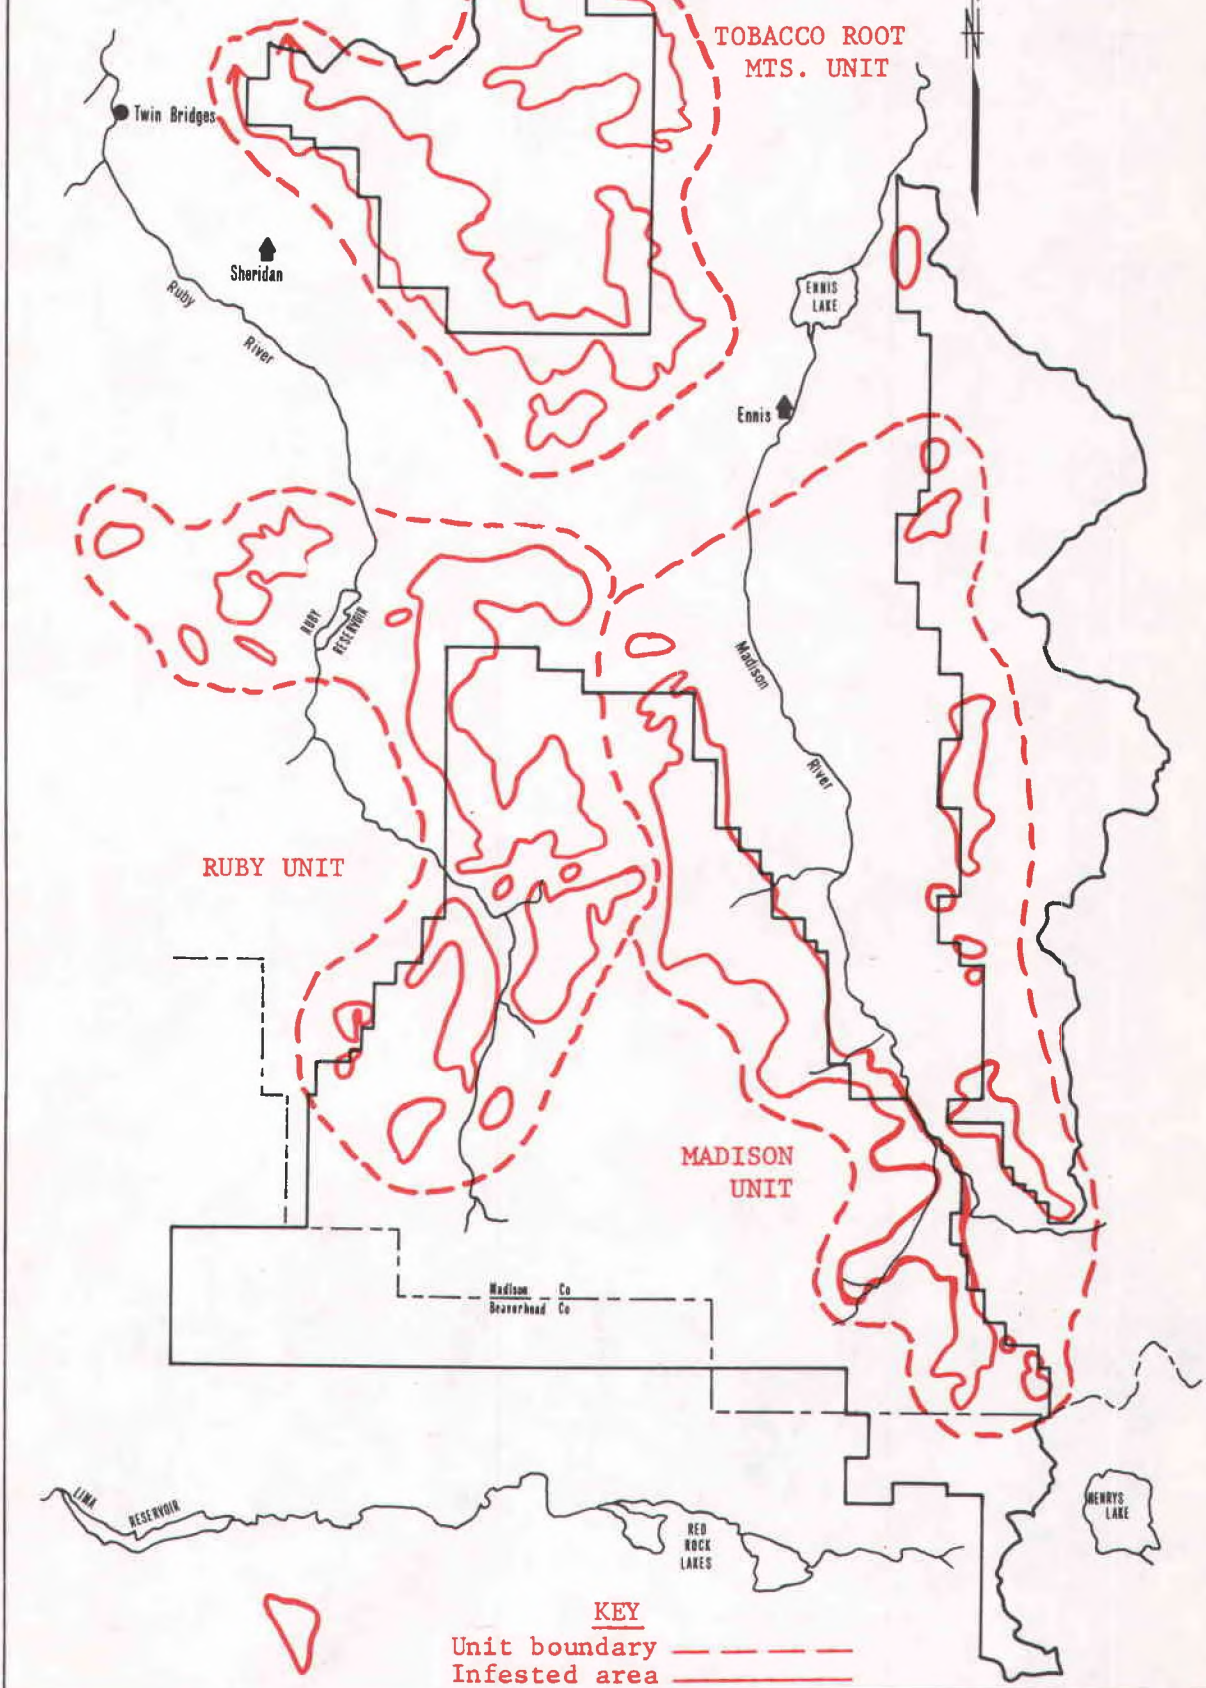 TOBACCO ROOT
MTS. UNIT
N
Twin Bridges
Sheridan
Ruby
River
ENNIS
LAKE
Ennis
RUBY
RESERVOIR
Madison
River
RUBY UNIT
MADISON
UNIT
Madison Co
Beaverhead Co
LIMA
RESERVOIR
RED
ROCK
LAKES
HENRYS
LAKE
KEY
Unit boundary
Infested area